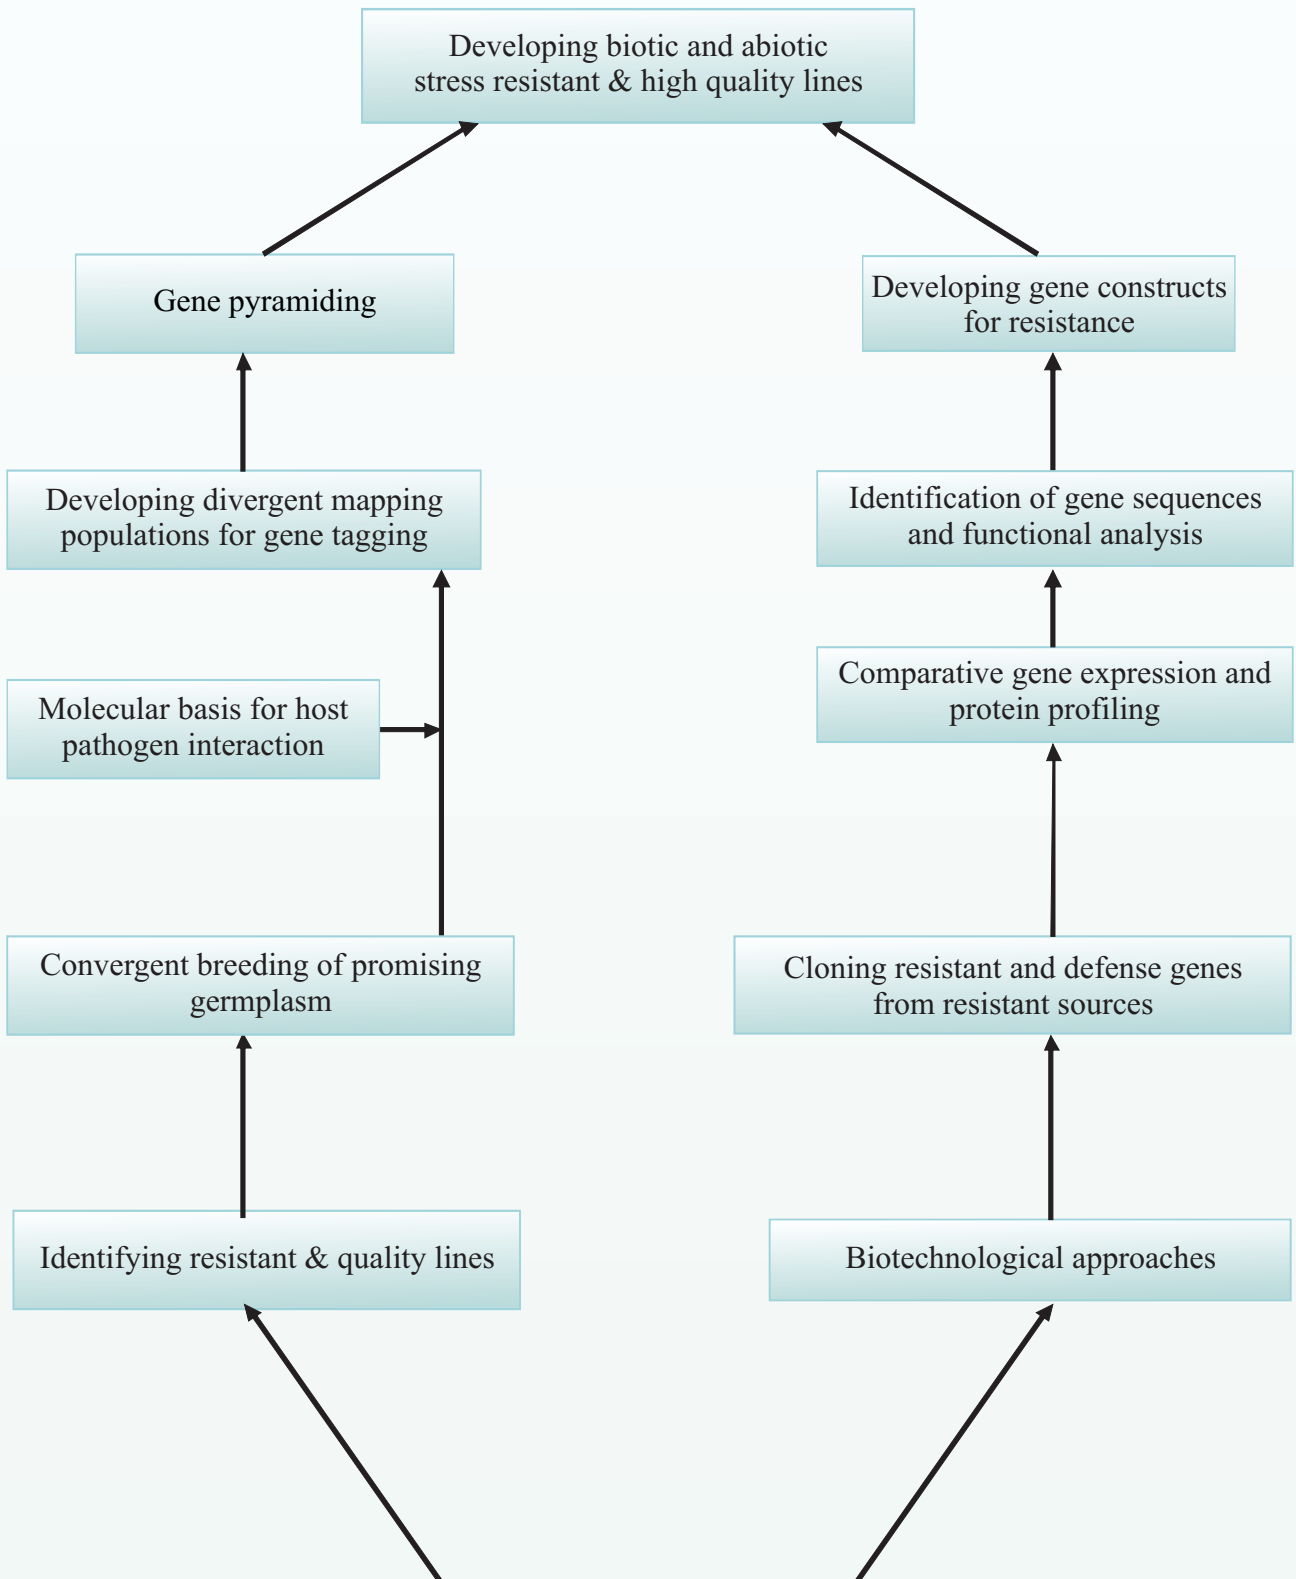 Developing biotic and abiotic
stress resistant & high quality lines
Gene pyramiding
Developing gene constructs
for resistance
Developing divergent mapping
populations for gene tagging
Identification of gene sequences
and functional analysis
Comparative gene expression and
protein profiling
Molecular basis for host
pathogen interaction
Convergent breeding of promising
germplasm
Cloning resistant and defense genes
from resistant sources
Identifying resistant & quality lines
Biotechnological approaches